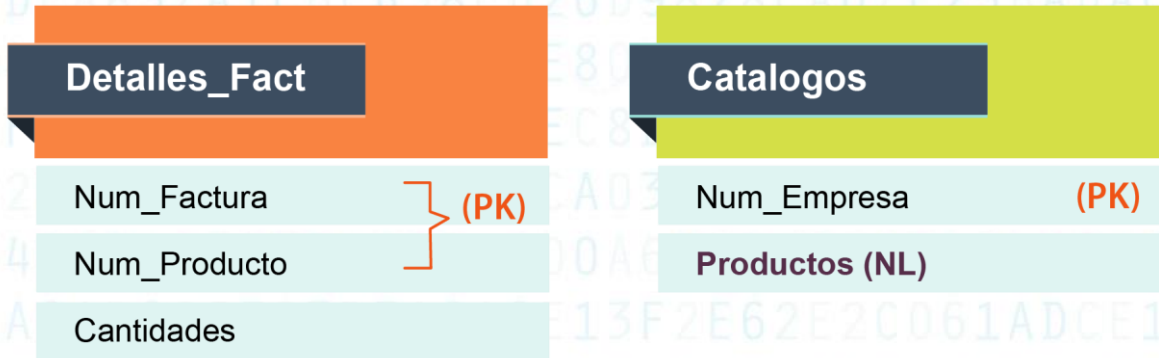 Detalles_Fact
Num_Factura
Num_Producto
(PK)
Cantidades
Catalogos
Num_Empresa (PK)
Productos (NL)